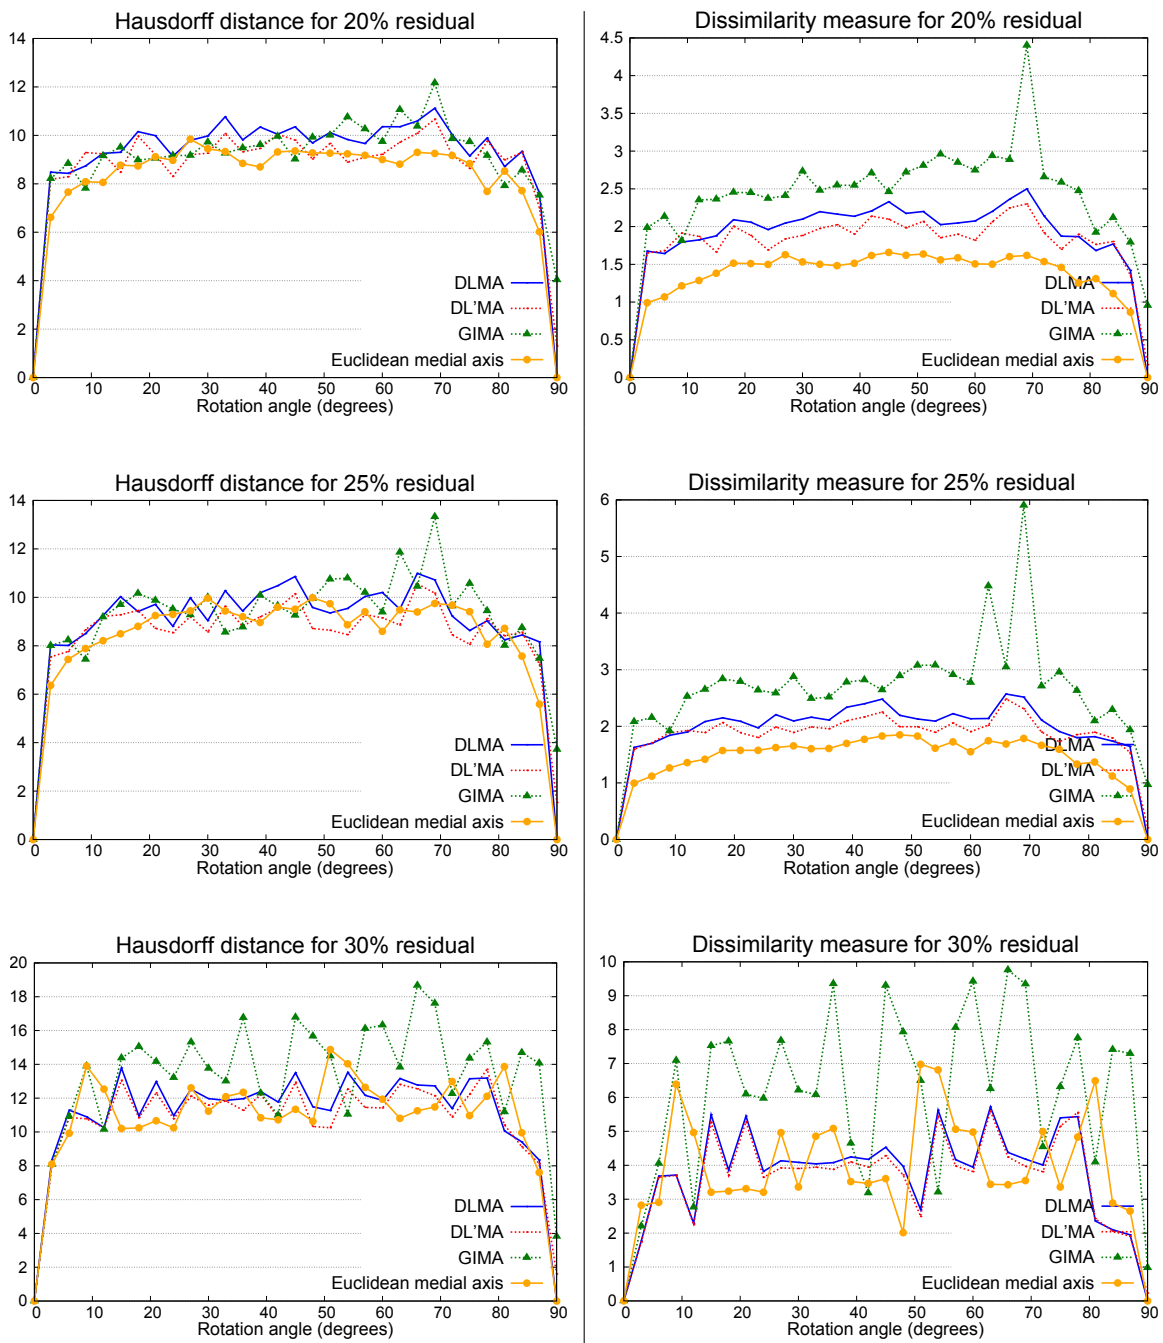 Hausdorff distance for 20% residual
14
12
10
8
6
4
2
0
0 10 20 30 40 50 60 70 80 90
Rotation angle (degrees)
DLMA
DL'MA
GIMA
Euclidean medial axis
Dissimilarity measure for 20% residual
4.5
4
3.5
3
2.5
2
1.5
1
0.5
0
0 10 20 30 40 50 60 70 80 90
Rotation angle (degrees)
DLMA
DL'MA
GIMA
Euclidean medial axis
Hausdorff distance for 25% residual
14
12
10
8
6
4
2
0
0 10 20 30 40 50 60 70 80 90
Rotation angle (degrees)
DLMA
DL'MA
GIMA
Euclidean medial axis
Dissimilarity measure for 25% residual
6
5
4
3
2
1
0
0 10 20 30 40 50 60 70 80 90
Rotation angle (degrees)
DLMA
DL'MA
GIMA
Euclidean medial axis
Hausdorff distance for 30% residual
20
18
16
14
12
10
8
6
4
2
0
0 10 20 30 40 50 60 70 80 90
Rotation angle (degrees)
DLMA
DL'MA
GIMA
Euclidean medial axis
Dissimilarity measure for 30% residual
10
9
8
7
6
5
4
3
2
1
0
0 10 20 30 40 50 60 70 80 90
Rotation angle (degrees)
DLMA
DL'MA
GIMA
Euclidean medial axis